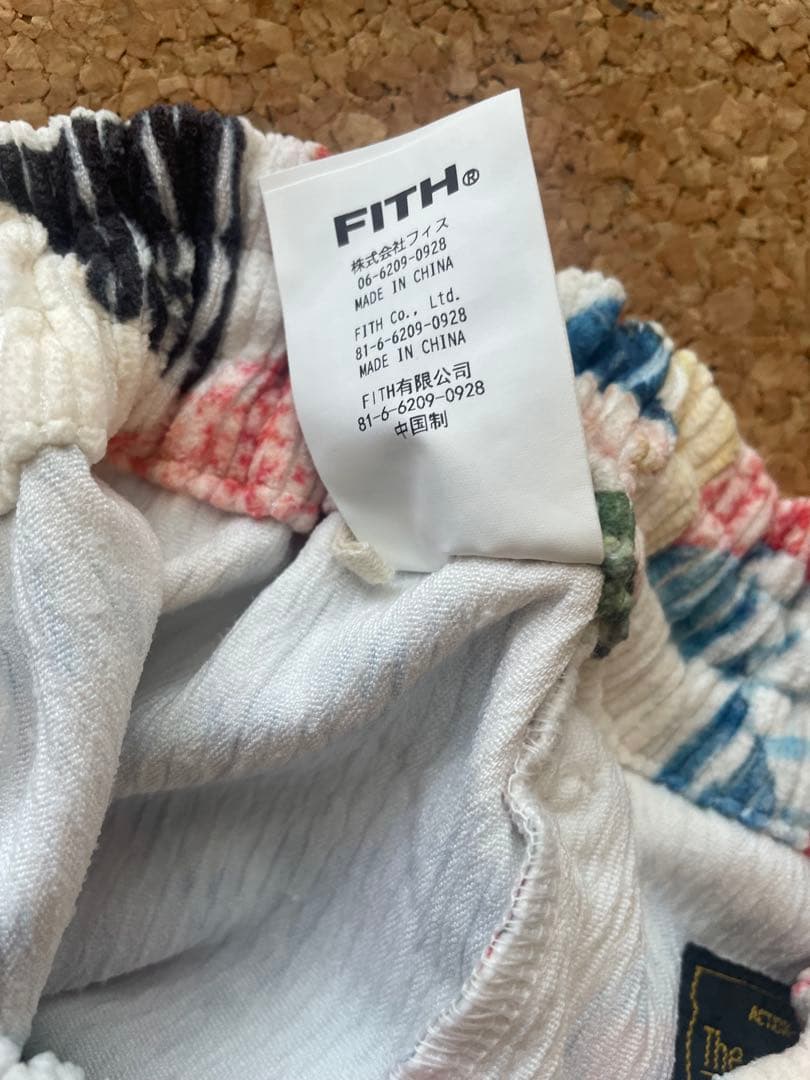 FITH®
株式会社フィス
06-6209-0928
MADE IN CHINA
FITH Co., Ltd.
81-6-6209-0928
MADE IN CHINA
FITH有限公司
81-6-6209-0928
中国制
The